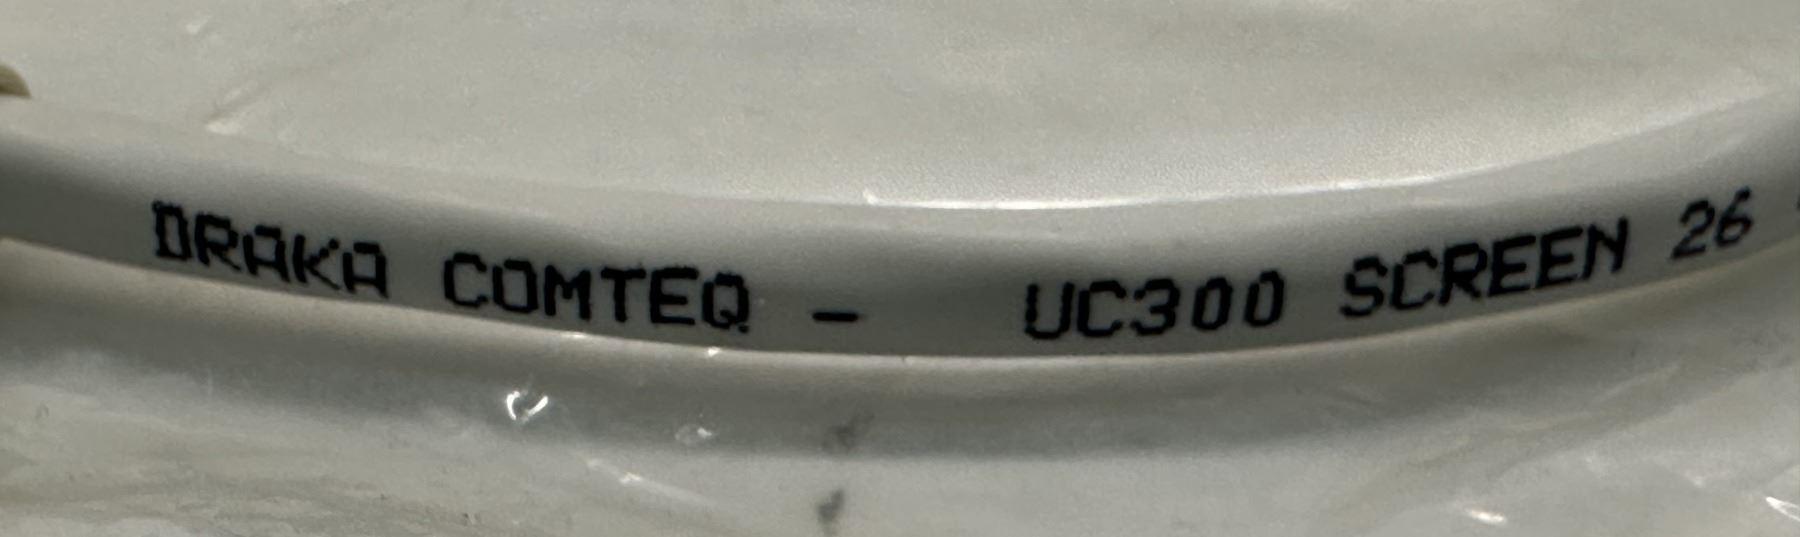 DRAKA COMTEQ - UC300 SCREEN 26